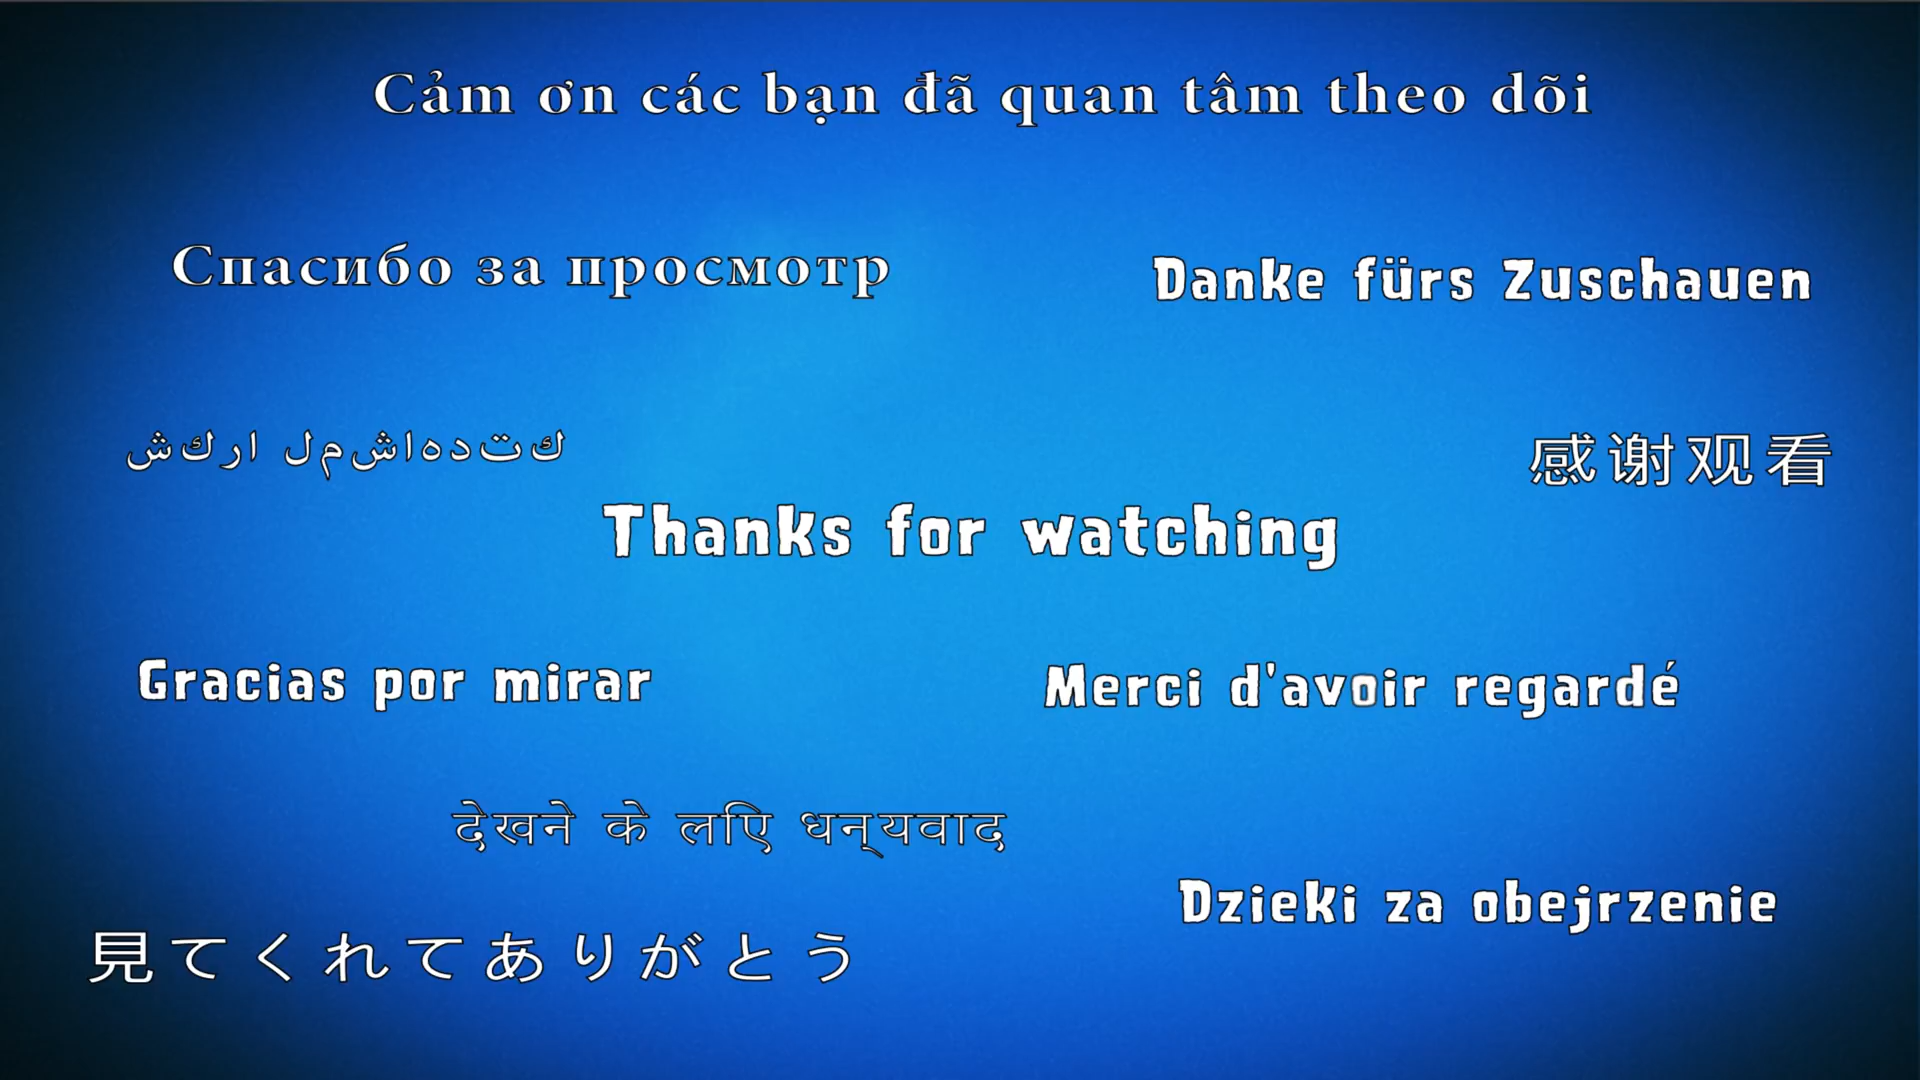 Cảm ơn các bạn đã quan tâm theo dõi
Спасибо за просмотр
Danke fürs Zuschauen
شكرا لمشاهدتك
感谢观看
Thanks for watching
Gracias por mirar
Merci d'avoir regardé
देखने के लिए धन्यवाद
Dzieki za obejrzenie
見てくれてありがとう